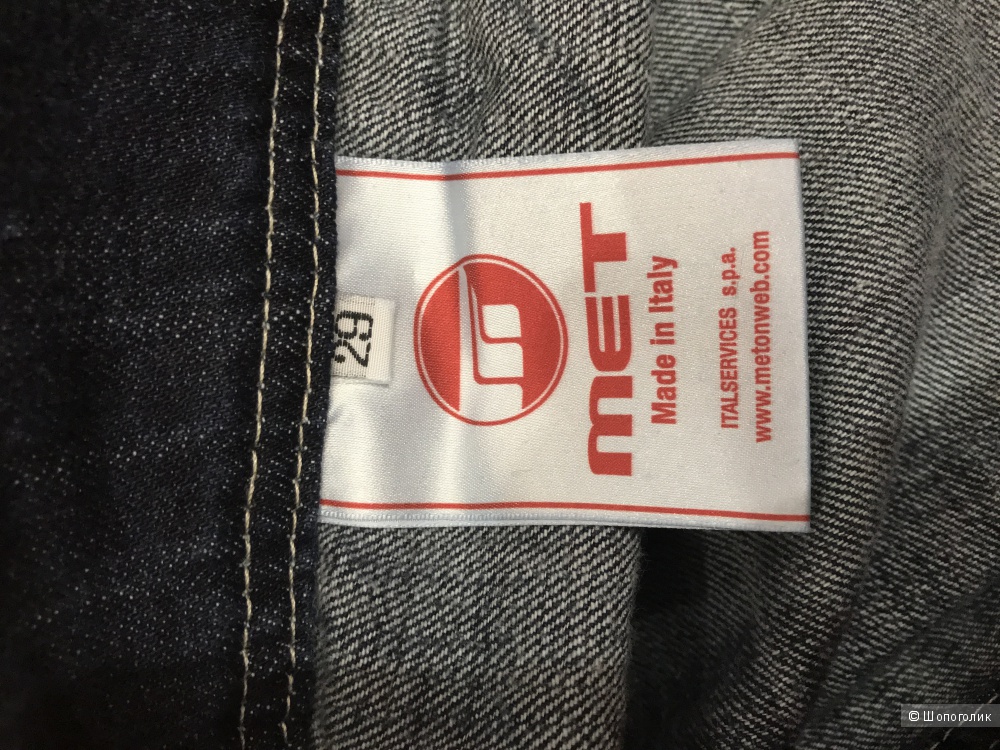 29
MET
Made in Italy
ITALSERVICES s.p.a.
www.metonweb.com
© Шопоголик